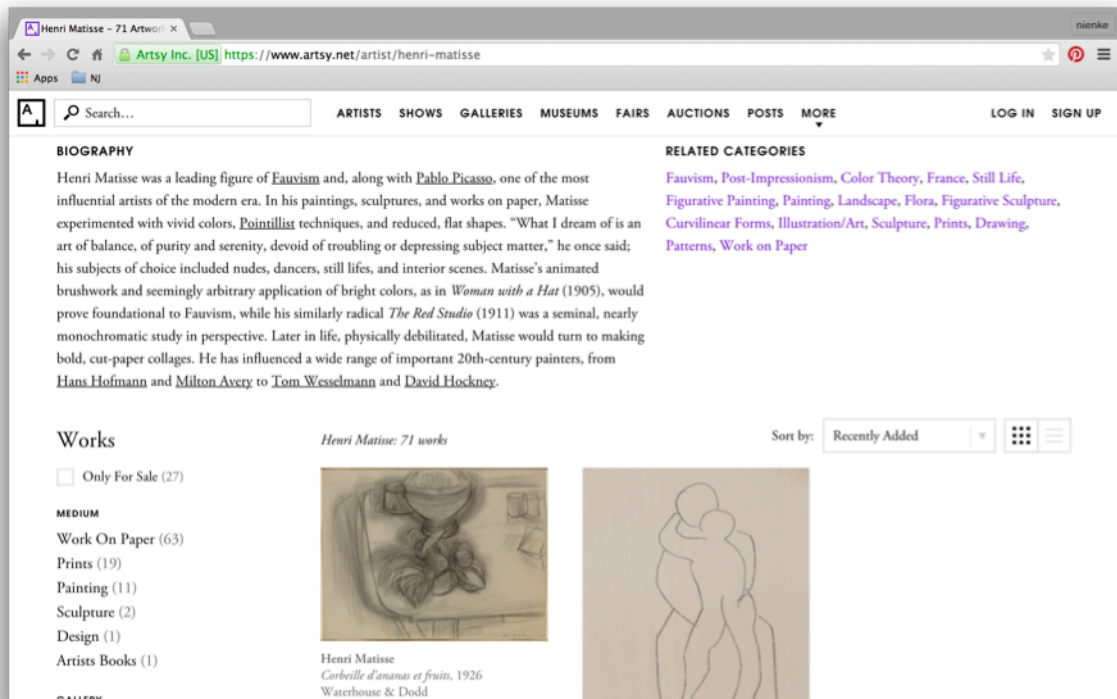 Henri Matisse – 71 Artwor
nienke
Artsy Inc. [US] https://www.artsy.net/artist/henri-matisse
Apps NJ
A
Search...
ARTISTS SHOWS GALLERIES MUSEUMS FAIRS AUCTIONS POSTS MORE
LOG IN SIGN UP
BIOGRAPHY
Henri Matisse was a leading figure of Fauvism and, along with Pablo Picasso, one of the most
influential artists of the modern era. In his paintings, sculptures, and works on paper, Matisse
experimented with vivid colors, Pointillist techniques, and reduced, flat shapes. “What I dream of is an
art of balance, of purity and serenity, devoid of troubling or depressing subject matter,” he once said;
his subjects of choice included nudes, dancers, still lifes, and interior scenes. Matisse’s animated
brushwork and seemingly arbitrary application of bright colors, as in Woman with a Hat (1905), would
prove foundational to Fauvism, while his similarly radical The Red Studio (1911) was a seminal, nearly
monochromatic study in perspective. Later in life, physically debilitated, Matisse would turn to making
bold, cut-paper collages. He has influenced a wide range of important 20th-century painters, from
Hans Hofmann and Milton Avery to Tom Wesselmann and David Hockney.
RELATED CATEGORIES
Fauvism, Post-Impressionism, Color Theory, France, Still Life,
Figurative Painting, Painting, Landscape, Flora, Figurative Sculpture,
Curvilinear Forms, Illustration/Art, Sculpture, Prints, Drawing,
Patterns, Work on Paper
Works
Only For Sale (27)
MEDIUM
Work On Paper (63)
Prints (19)
Painting (11)
Sculpture (2)
Design (1)
Artists Books (1)
GALLERY
Henri Matisse: 71 works
Sort by: Recently Added
Henri Matisse
Corbeille d'ananas et fruits, 1926
Waterhouse & Dodd